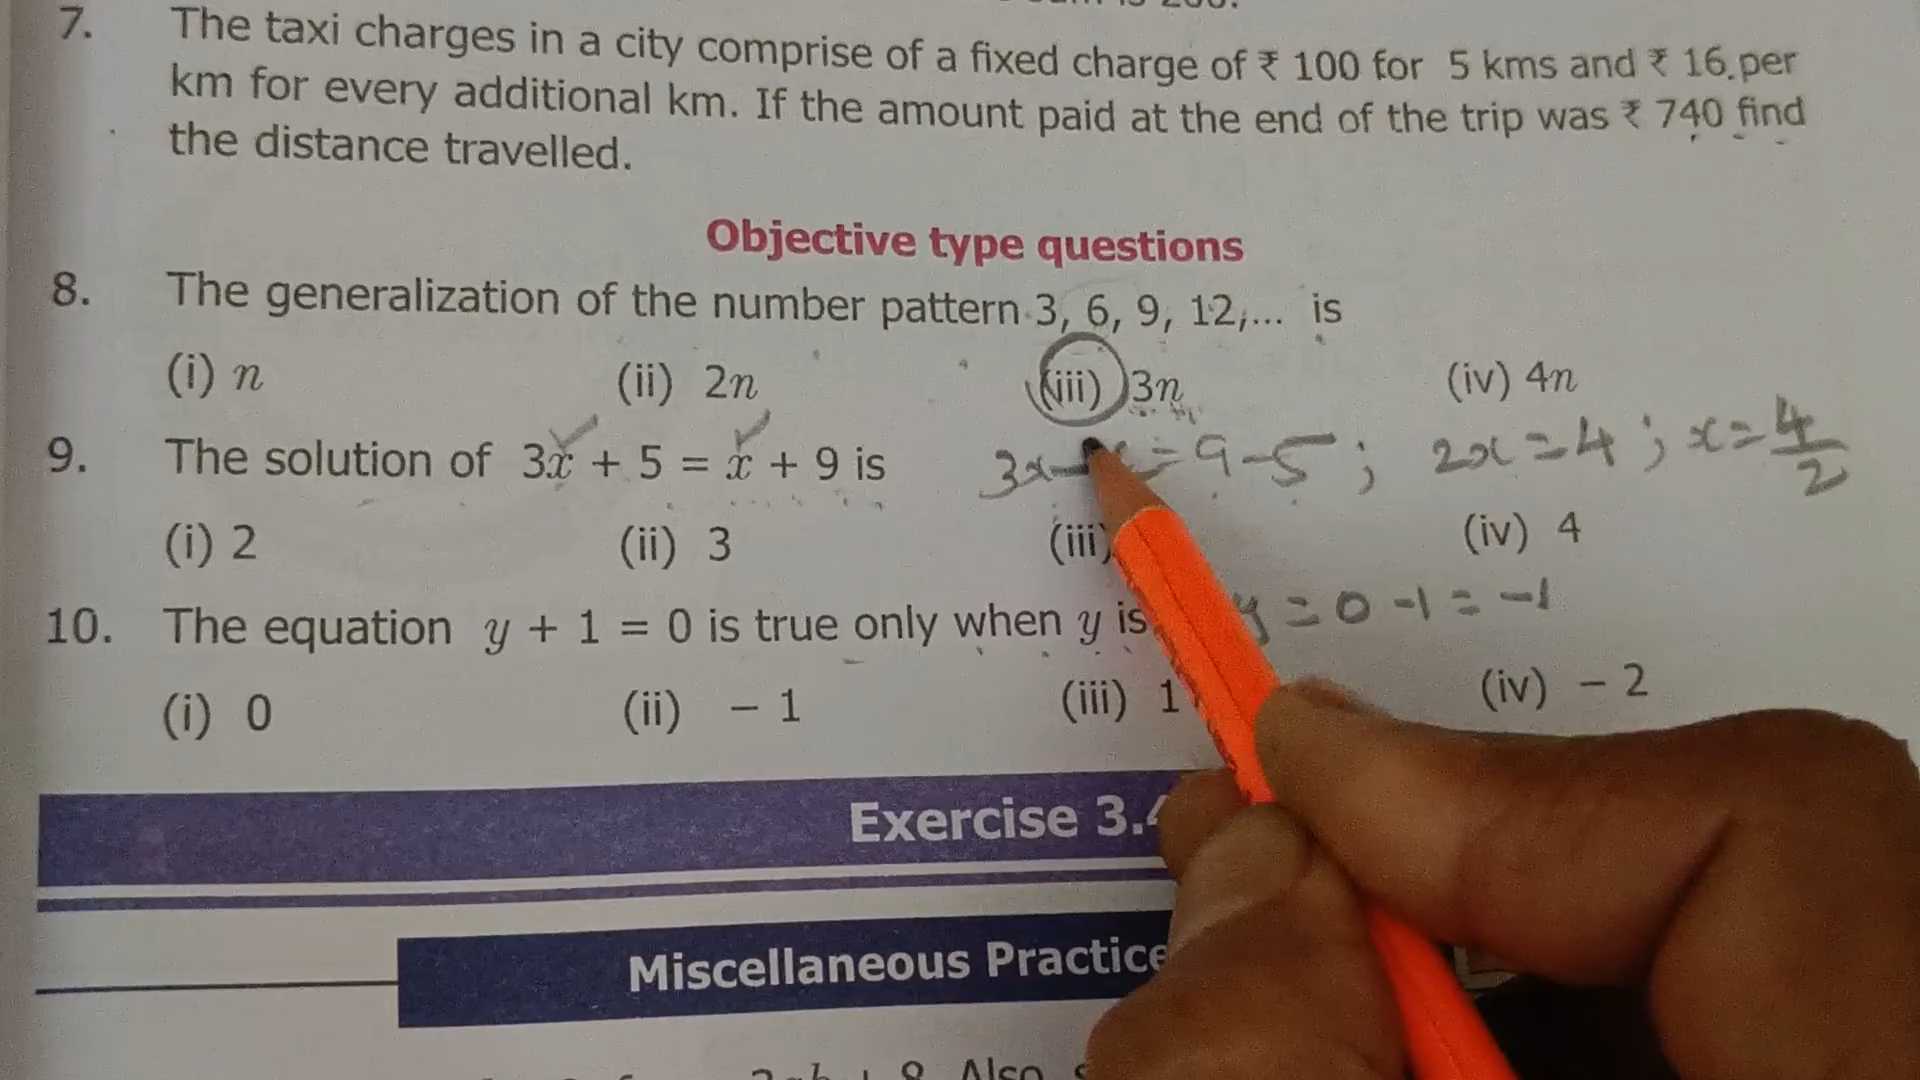 7. The taxi charges in a city comprise of a fixed charge of ₹ 100 for 5 kms and ₹ 16 per
km for every additional km. If the amount paid at the end of the trip was ₹ 740 find
the distance travelled.
Objective type questions
8. The generalization of the number pattern 3, 6, 9, 12,... is
(i) n (ii) 2n (iii) 3n (iv) 4n
9. The solution of 3x + 5 = x + 9 is 3x - = 9 - 5 ; 2x = 4 ; x = 4/2
(i) 2 (ii) 3 (iii) (iv) 4
10. The equation y + 1 = 0 is true only when y is y = 0 - 1 = -1
(i) 0 (ii) – 1 (iii) 1 (iv) – 2
Exercise 3.4
Miscellaneous Practice
Also